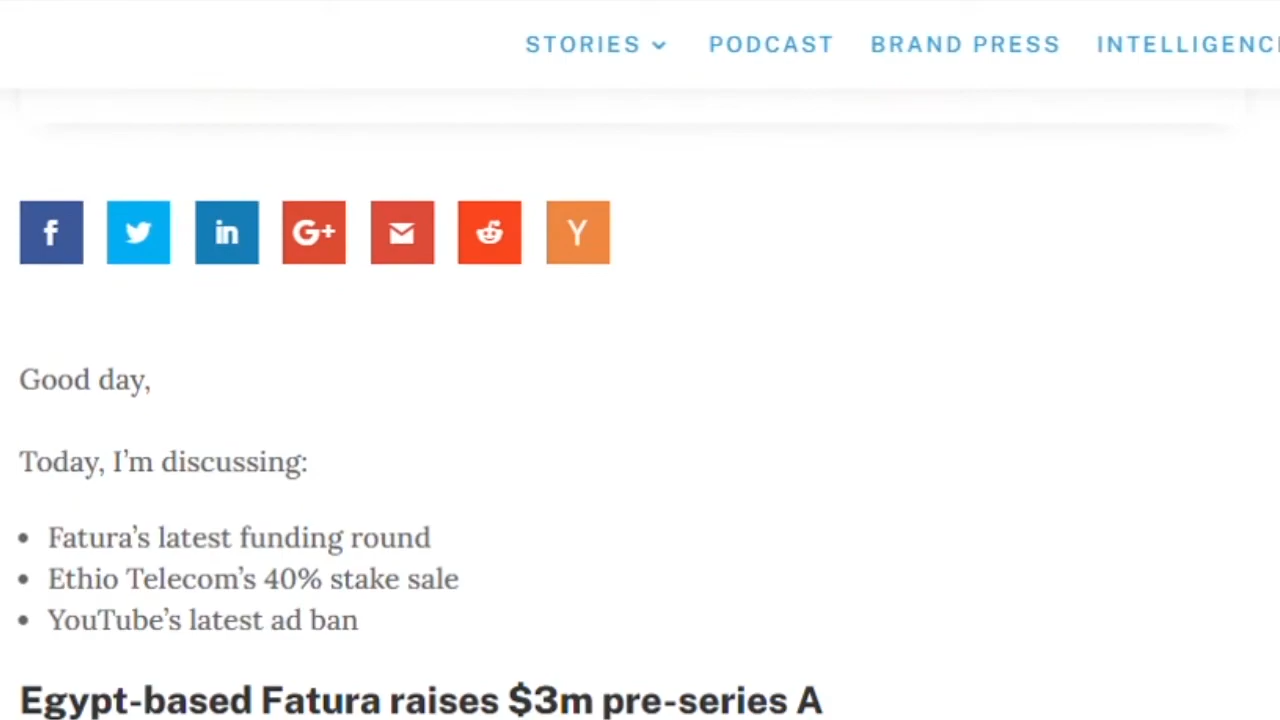 STORIES PODCAST BRAND PRESS INTELLIGENC
f in G+ Y
Good day,
Today, I’m discussing:
• Fatura’s latest funding round
• Ethio Telecom’s 40% stake sale
• YouTube’s latest ad ban
Egypt-based Fatura raises $3m pre-series A